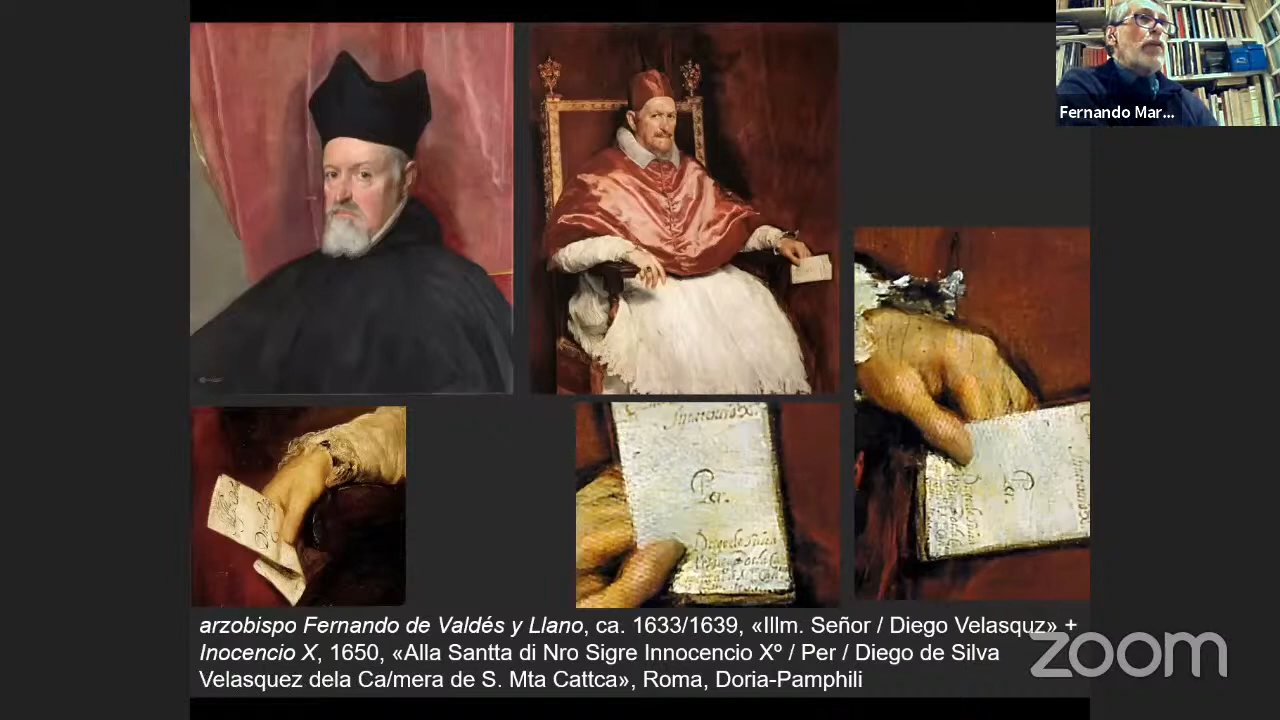 Fernando Mar...
Per.
arzobispo Fernando de Valdés y Llano, ca. 1633/1639, «Illm. Señor / Diego Velasquz» +
Inocencio X, 1650, «Alla Santta di Nro Sigre Innocencio Xº / Per / Diego de Silva
Velasquez dela Ca/mera de S. Mta Cattca», Roma, Doria-Pamphili
zoom